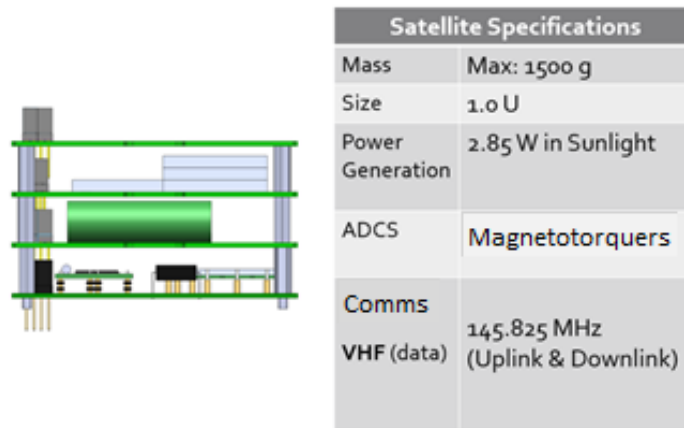 Satellite Specifications
Mass Max: 1500 g
Size 1.0 U
Power 2.85 W in Sunlight
Generation
ADCS Magnetotorquers
Comms
145.825 MHz
VHF (data) (Uplink & Downlink)